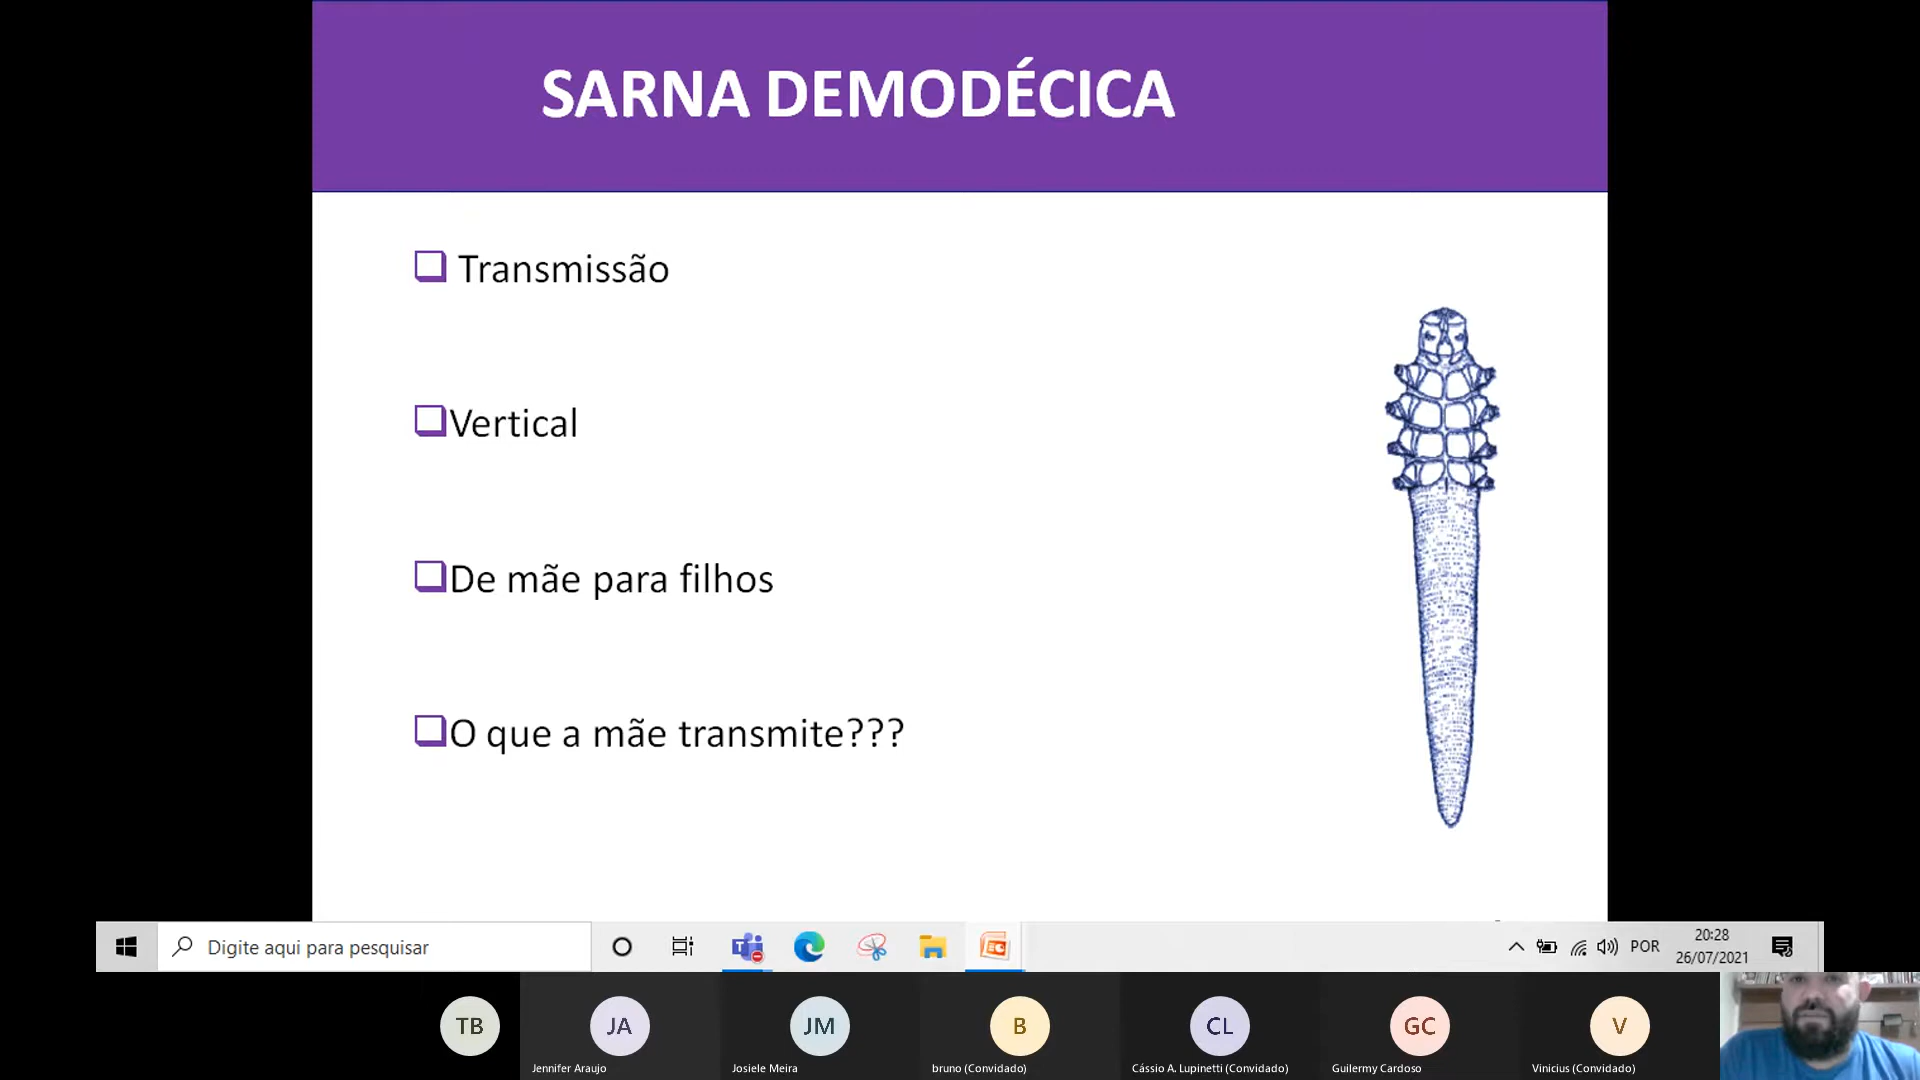 SARNA DEMODÉCICA
Transmissão
Vertical
De mãe para filhos
O que a mãe transmite???
Digite aqui para pesquisar
POR
20:28
26/07/2021
TB
JA
JM
B
CL
GC
V
Jennifer Araujo
Josiele Meira
bruno (Convidado)
Cássio A. Lupinetti (Convidado)
Guilermy Cardoso
Vinicius (Convidado)